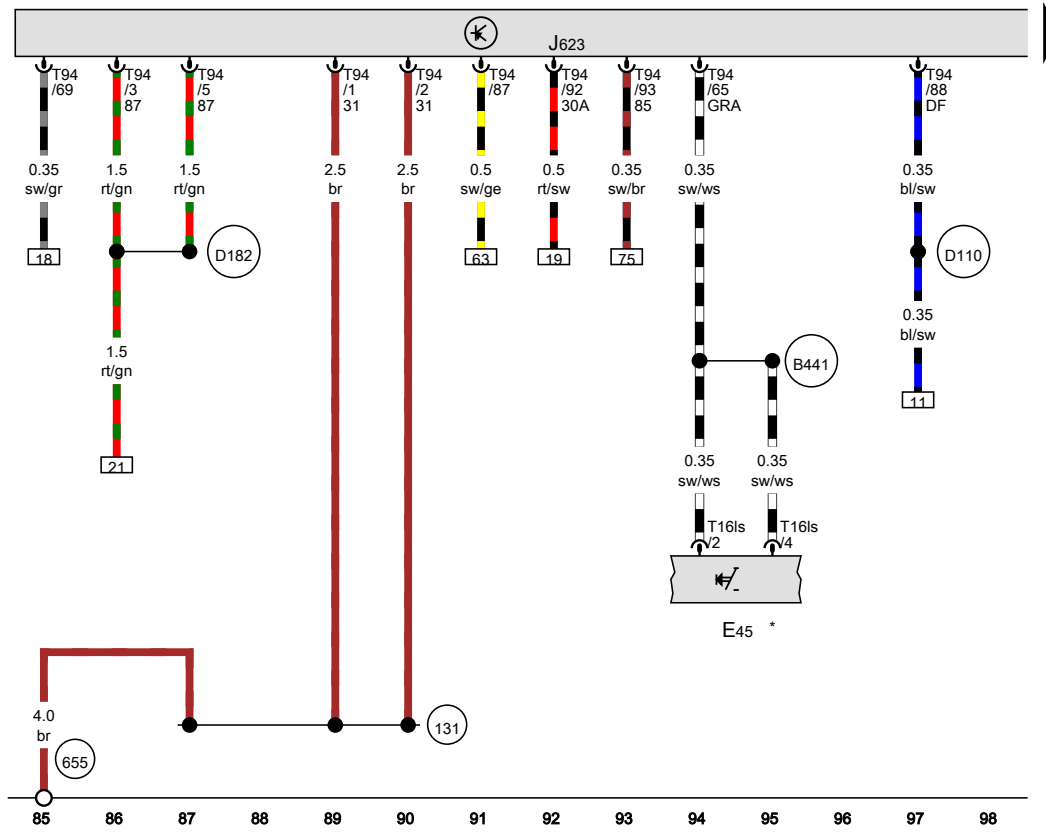 J623
T94
/69
T94
/3
87
T94
/5
87
T94
/1
31
T94
/2
31
T94
/87
T94
/92
30A
T94
/93
85
T94
/65
GRA
T94
/88
DF
0.35
sw/gr
1.5
rt/gn
1.5
rt/gn
2.5
br
2.5
br
0.5
sw/ge
0.5
rt/sw
0.35
sw/br
0.35
sw/ws
0.35
bl/sw
18
D182
63
19
75
D110
0.35
bl/sw
1.5
rt/gn
B441
11
21
0.35
sw/ws
0.35
sw/ws
T16ls
/2
T16ls
/4
E45 *
4.0
br
131
655
85 86 87 88 89 90 91 92 93 94 95 96 97 98